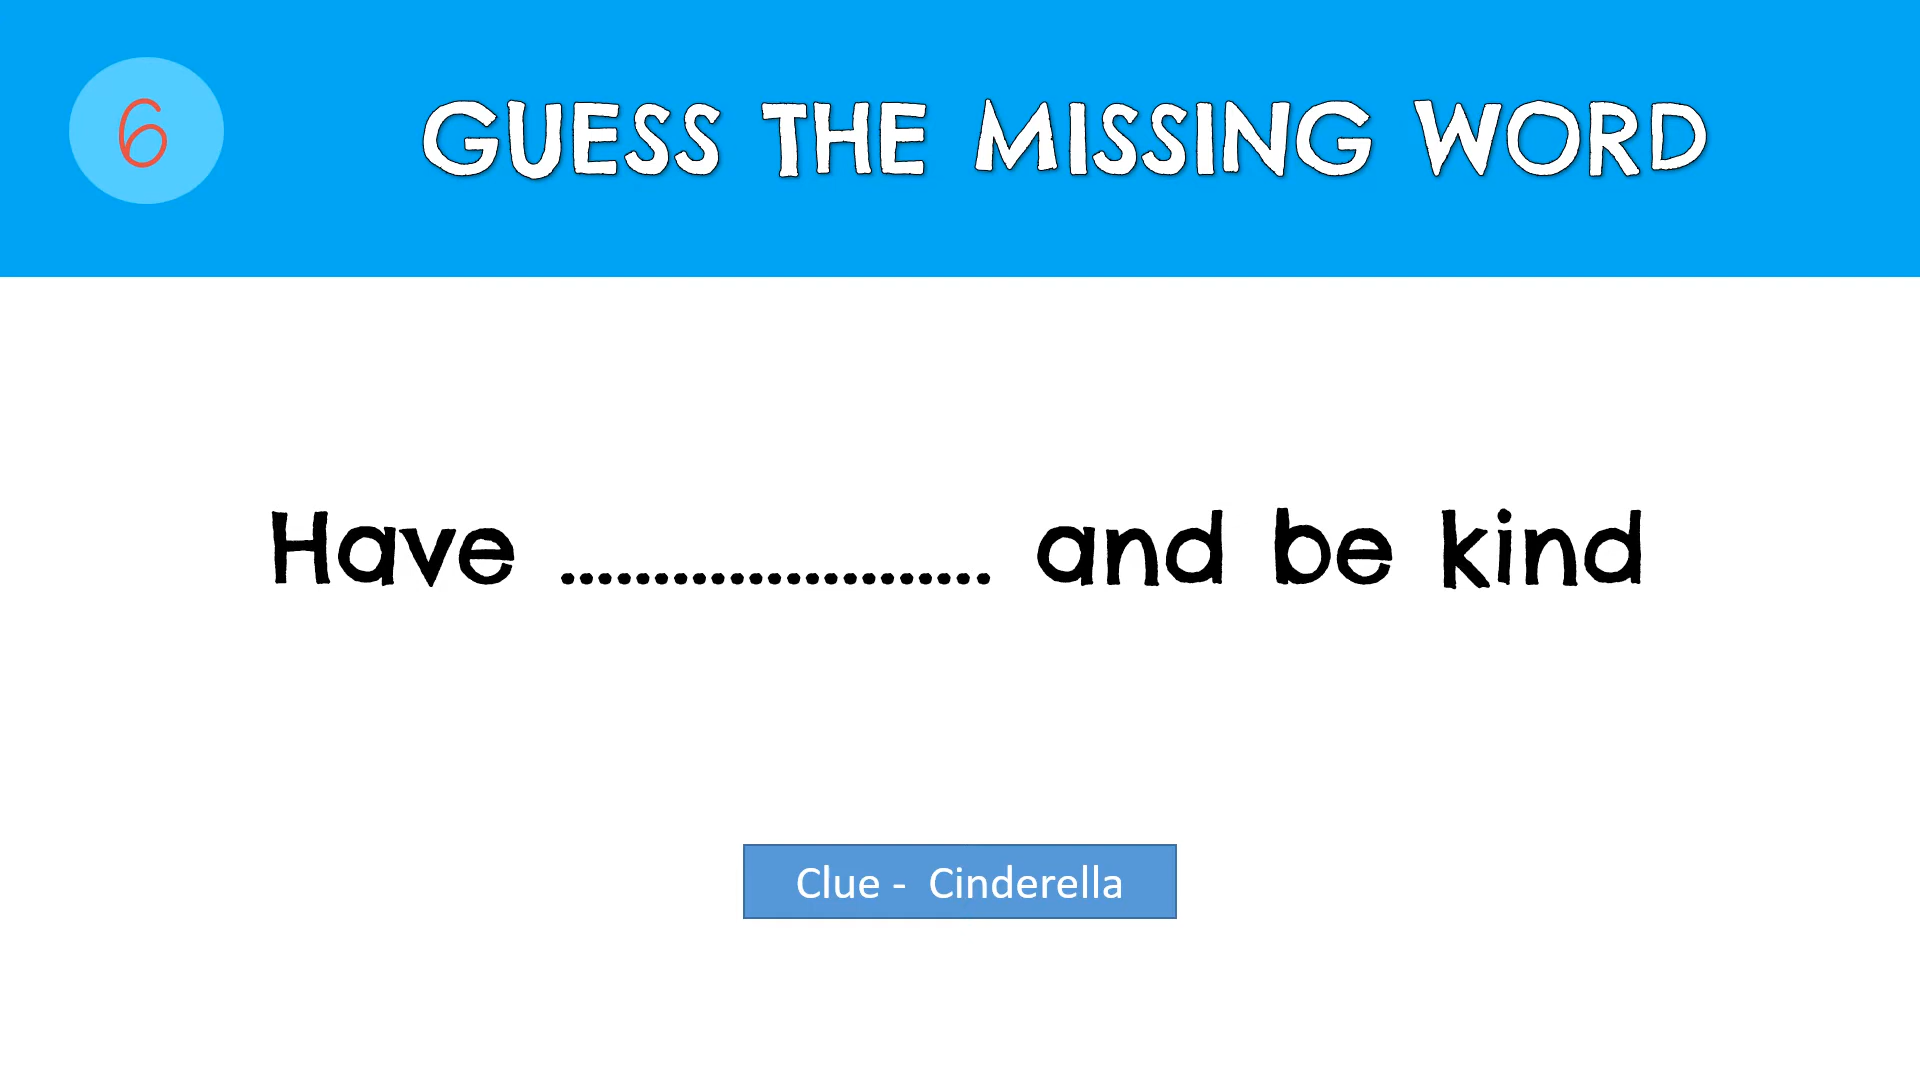 6
GUESS THE MISSING WORD
Have ....................... and be kind
Clue - Cinderella